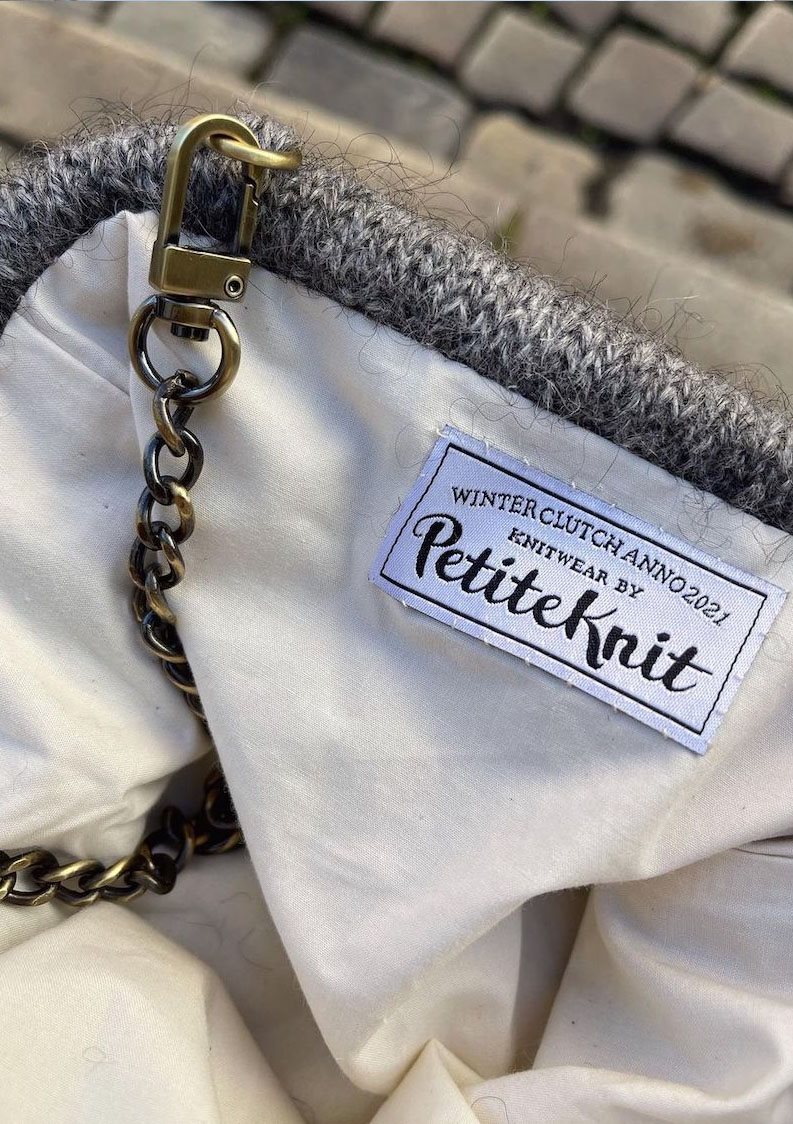 WINTER CLUTCH ANNO 2021
KNITWEAR BY
PetiteKnit